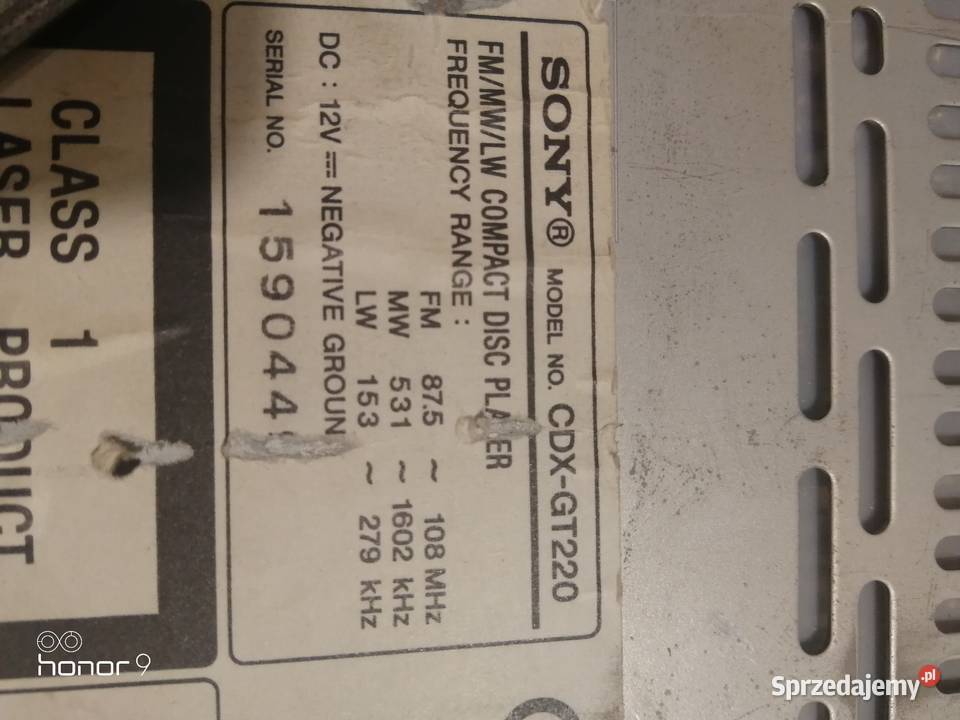 SONY® MODEL NO. CDX-GT220
FM/MW/LW COMPACT DISC PLAYER
FREQUENCY RANGE :
FM 87.5 ~ 108 MHz
MW 531 ~ 1602 kHz
LW 153 ~ 279 kHz
DC : 12V ⎓ NEGATIVE GROUN
SERIAL NO. 159044
CLASS 1
LASER PRODUCT
honor 9
Sprzedajemy.pl